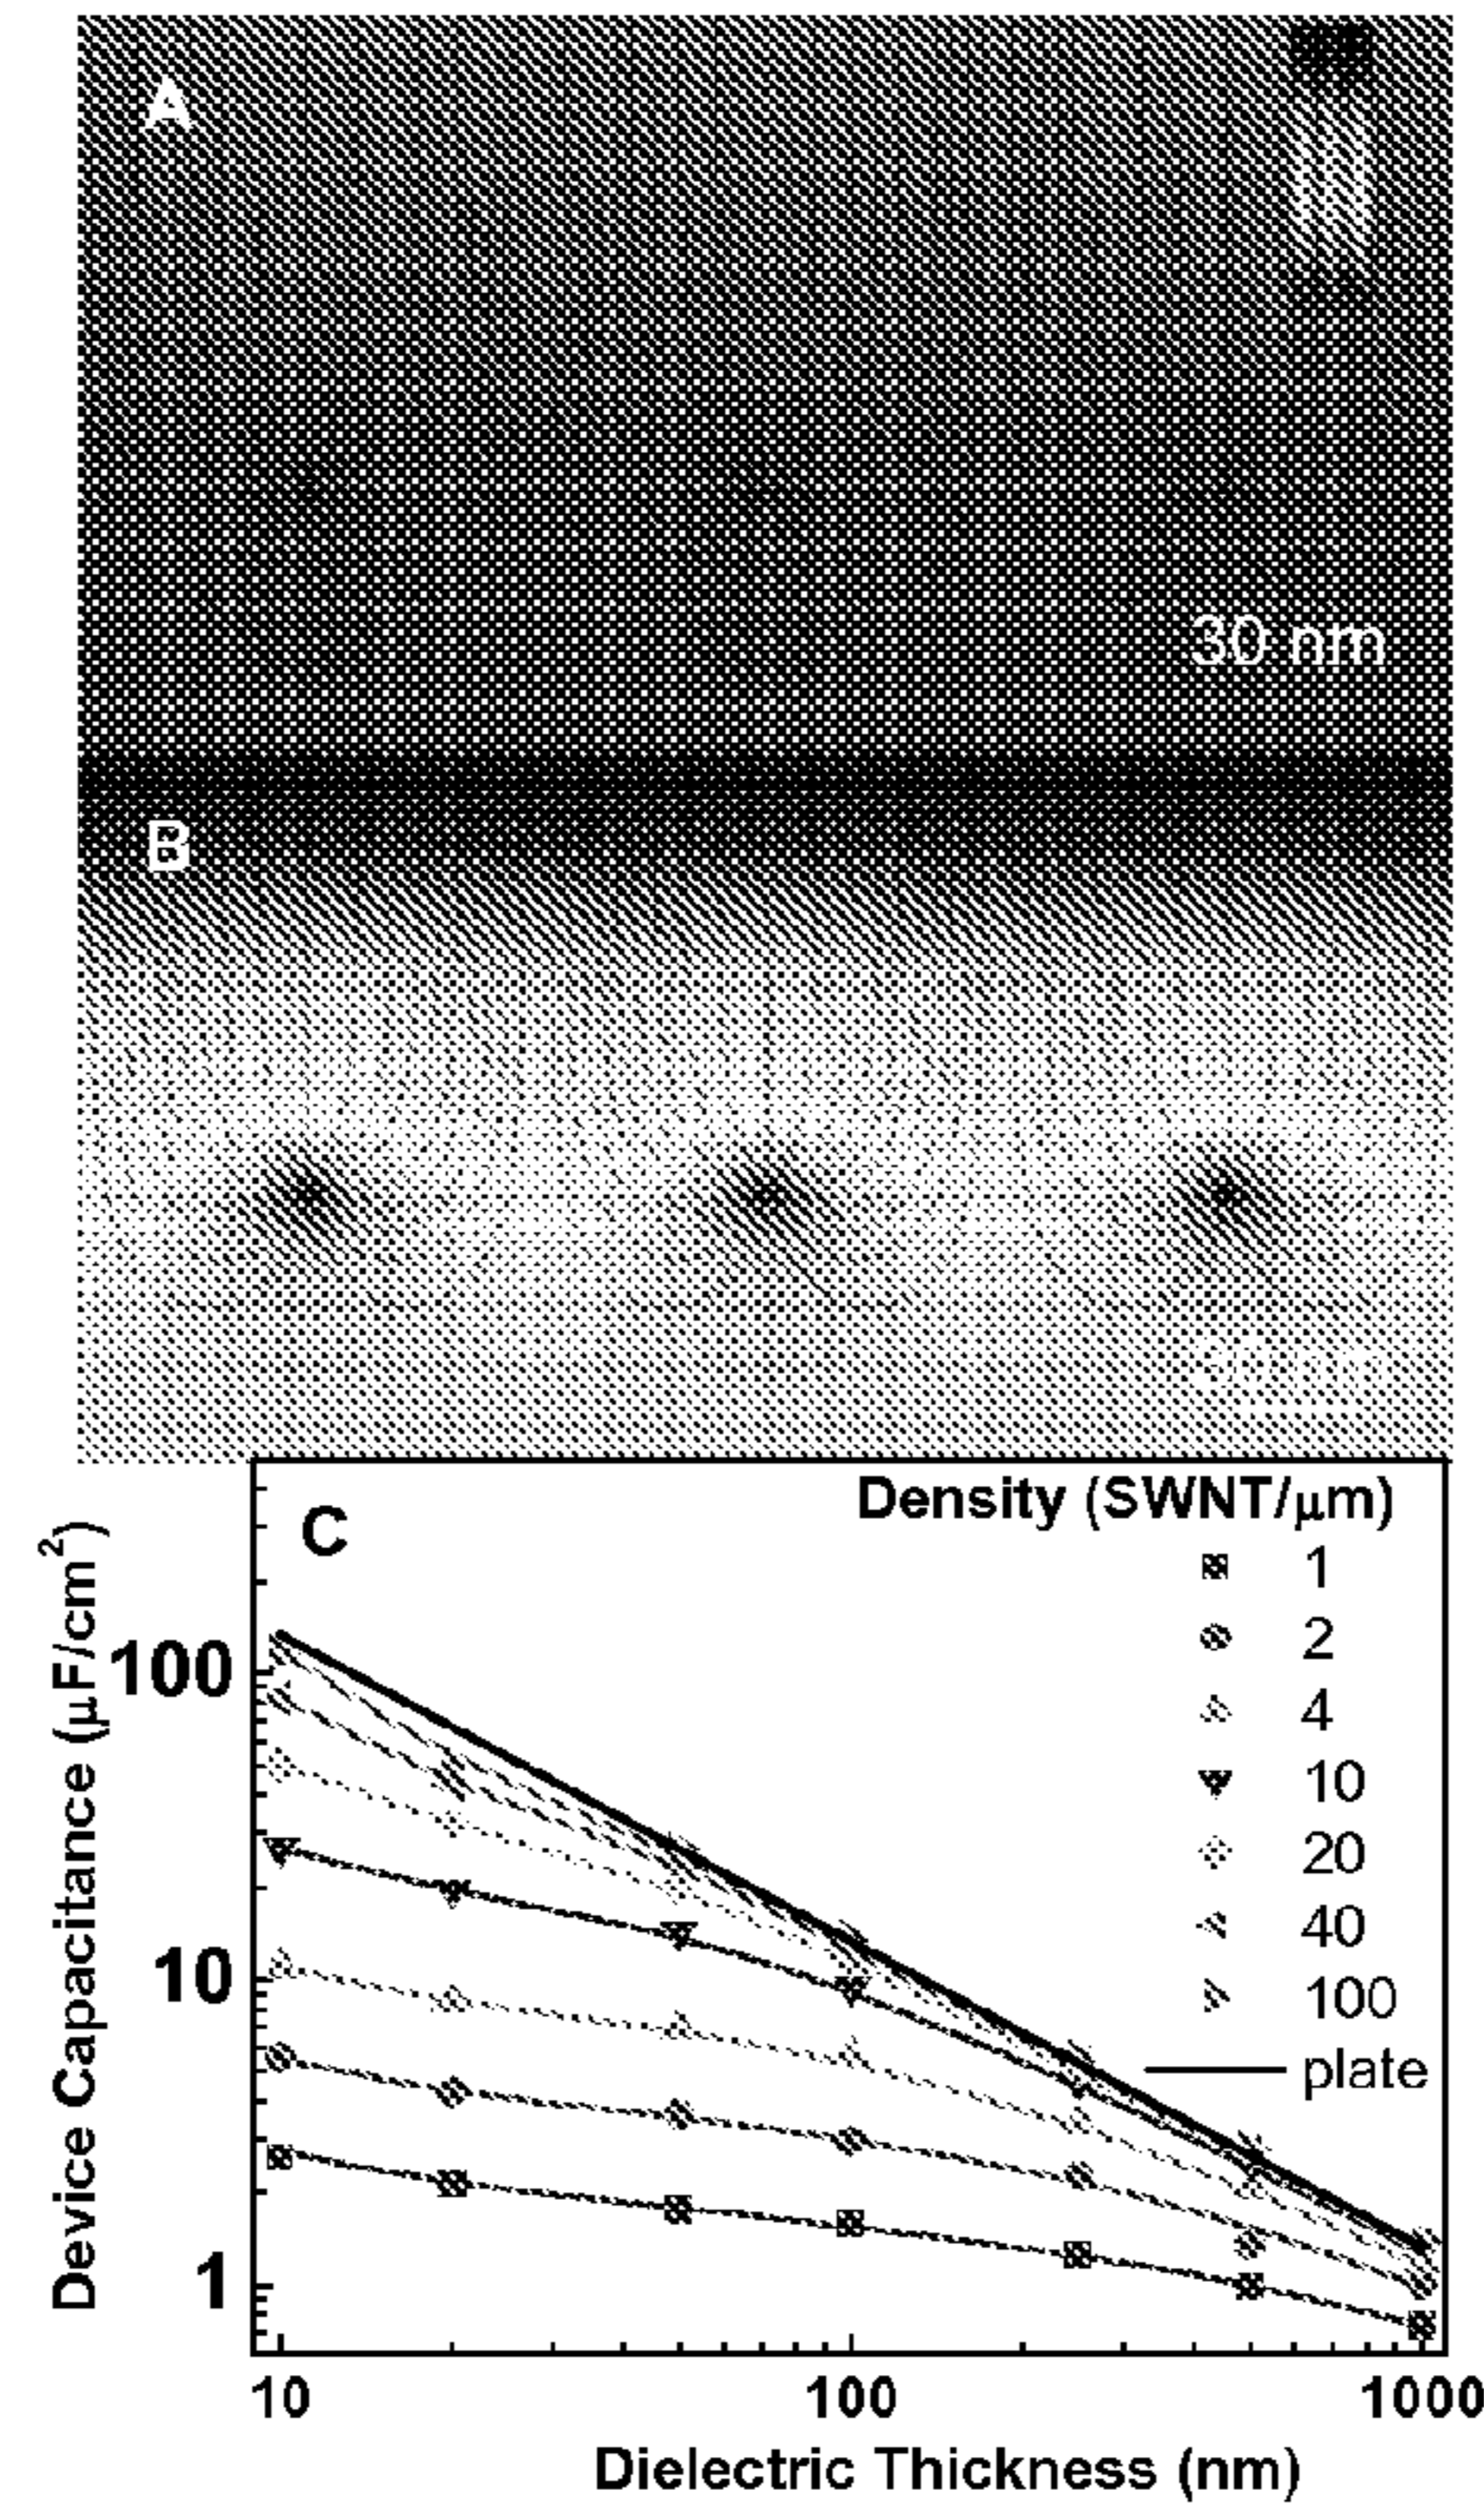 A
30 nm
B
C
Density (SWNT/μm)
1
2
4
10
20
40
100
plate
Device Capacitance (μF/cm²)
100
10
1
10 100 1000
Dielectric Thickness (nm)